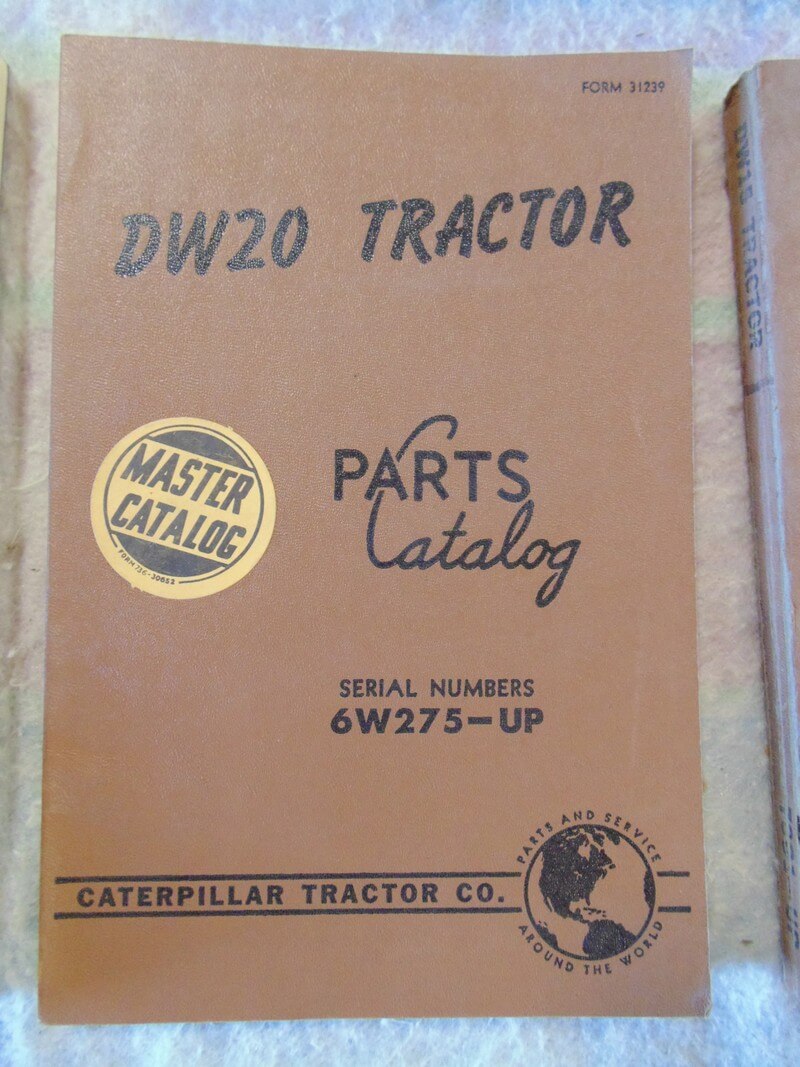 FORM 31239
DW20 TRACTOR
MASTER
CATALOG
FORM 736-30652
PARTS
Catalog
SERIAL NUMBERS
6W275-UP
CATERPILLAR TRACTOR CO.
PARTS AND SERVICE
AROUND THE WORLD
DW15 TRACTOR